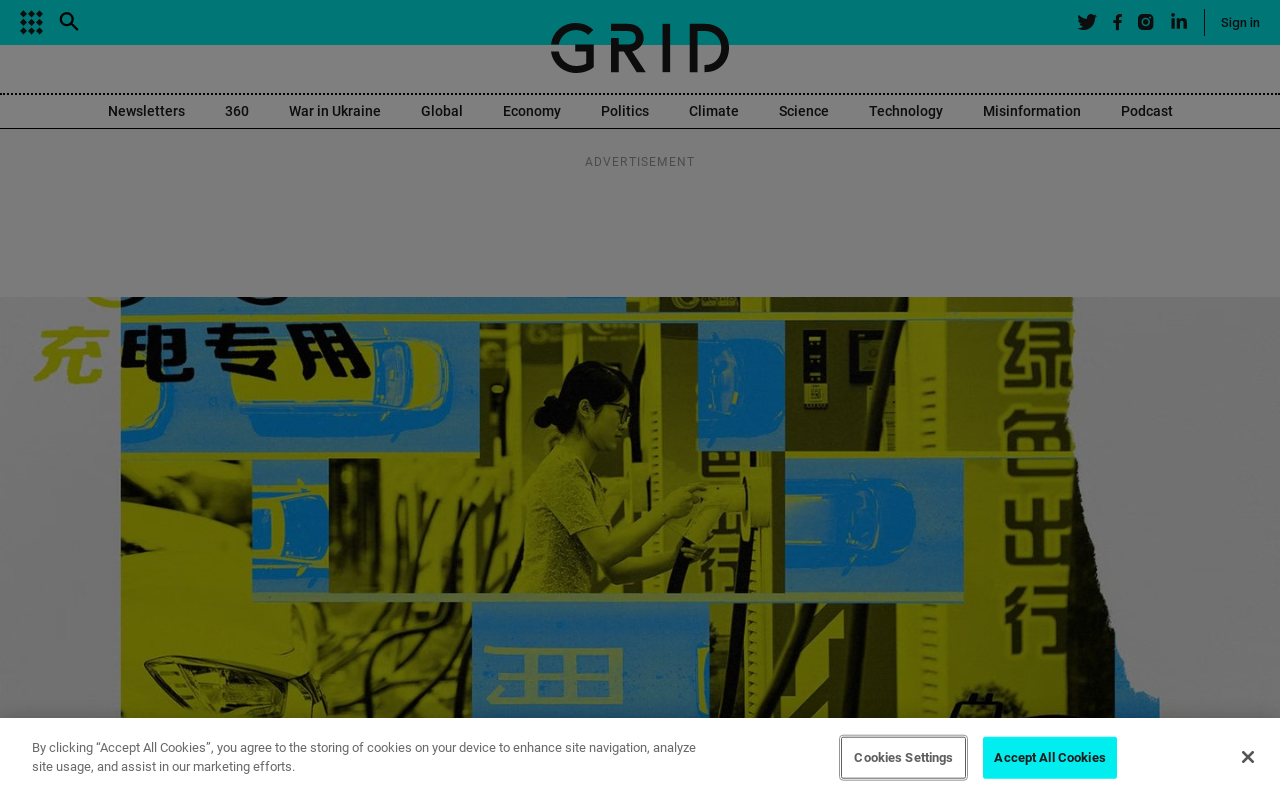 GRID
Sign in
Newsletters 360 War in Ukraine Global Economy Politics Climate Science Technology Misinformation Podcast
ADVERTISEMENT
充电专用
绿色出行
By clicking “Accept All Cookies”, you agree to the storing of cookies on your device to enhance site navigation, analyze
site usage, and assist in our marketing efforts.
Cookies Settings
Accept All Cookies